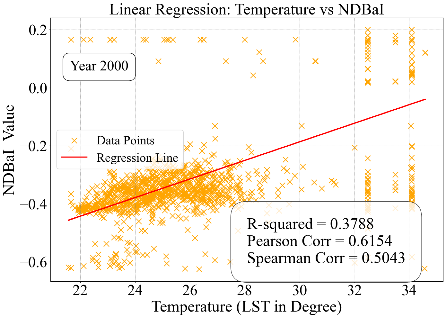 Linear Regression: Temperature vs NDBaI
0.2
Year 2000
0.0
NDBaI Value
0.2
Data Points
Regression Line
−0.4
R-squared = 0.3788
Pearson Corr = 0.6154
Spearman Corr = 0.5043
−0.6
22 24 26 28 30 32 34
Temperature (LST in Degree)